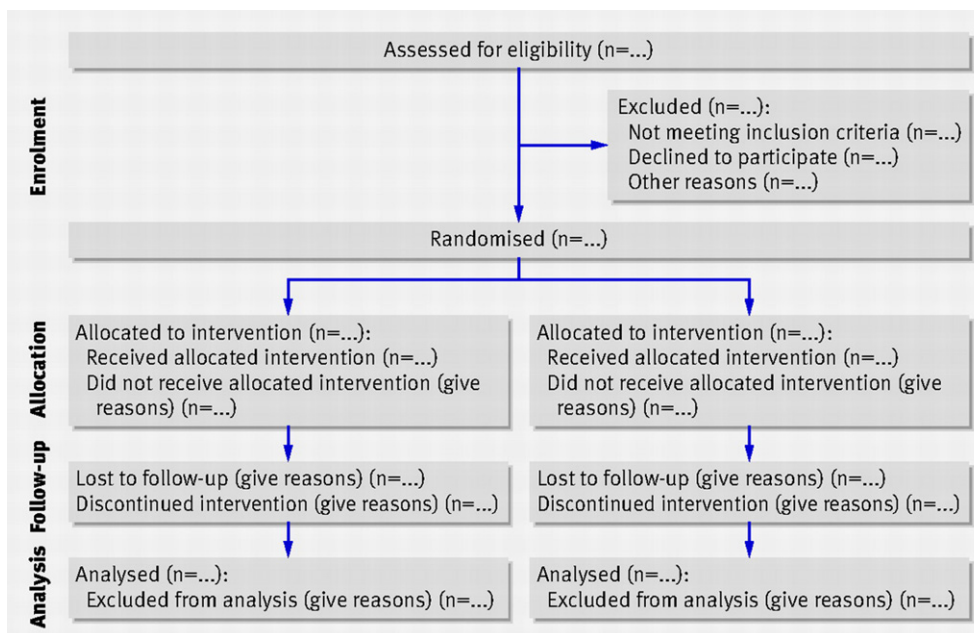 Enrolment
Assessed for eligibility (n=...)
Excluded (n=...):
Not meeting inclusion criteria (n=...)
Declined to participate (n=...)
Other reasons (n=...)
Randomised (n=...)
Allocation
Allocated to intervention (n=...):
Received allocated intervention (n=...)
Did not receive allocated intervention (give
reasons) (n=...)
Allocated to intervention (n=...):
Received allocated intervention (n=...)
Did not receive allocated intervention (give
reasons) (n=...)
Follow-up
Lost to follow-up (give reasons) (n=...)
Discontinued intervention (give reasons) (n=...)
Lost to follow-up (give reasons) (n=...)
Discontinued intervention (give reasons) (n=...)
Analysis
Analysed (n=...):
Excluded from analysis (give reasons) (n=...)
Analysed (n=...):
Excluded from analysis (give reasons) (n=...)